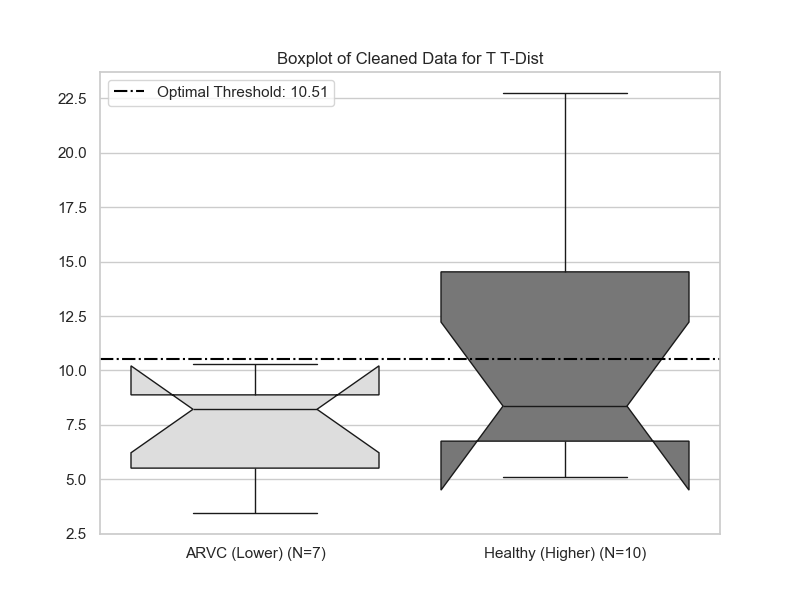 Boxplot of Cleaned Data for T T-Dist
Optimal Threshold: 10.51
22.5
20.0
17.5
15.0
12.5
10.0
7.5
5.0
2.5
ARVC (Lower) (N=7)
Healthy (Higher) (N=10)